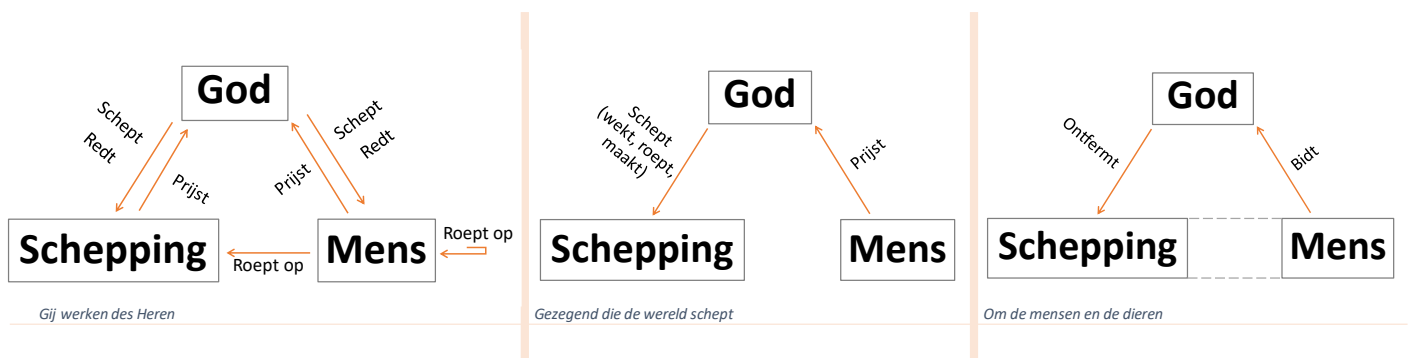 God
Schept
Redt
Prijst
Schept
Redt
Prijst
Schepping
Roept op
Mens
Roept op
Gij werken des Heren
God
Schept
(wekt, roept,
maakt)
Prijst
Schepping
Mens
Gezegend die de wereld schept
God
Ontfermt
Bidt
Schepping
Mens
Om de mensen en de dieren